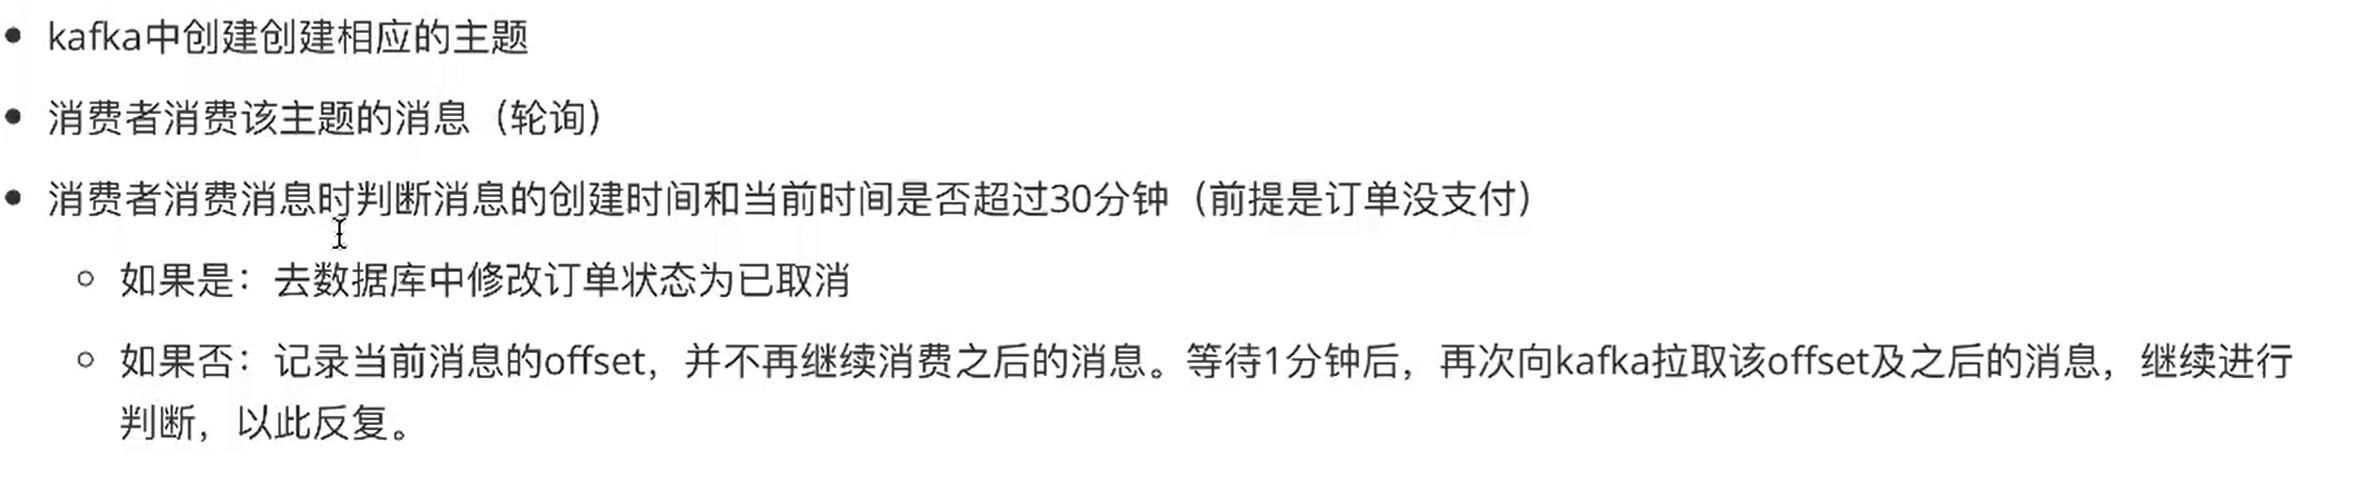 kafka中创建创建相应的主题
消费者消费该主题的消息（轮询）
消费者消费消息时判断消息的创建时间和当前时间是否超过30分钟（前提是订单没支付）
如果是：去数据库中修改订单状态为已取消
如果否：记录当前消息的offset，并不再继续消费之后的消息。等待1分钟后，再次向kafka拉取该offset及之后的消息，继续进行
判断，以此反复。